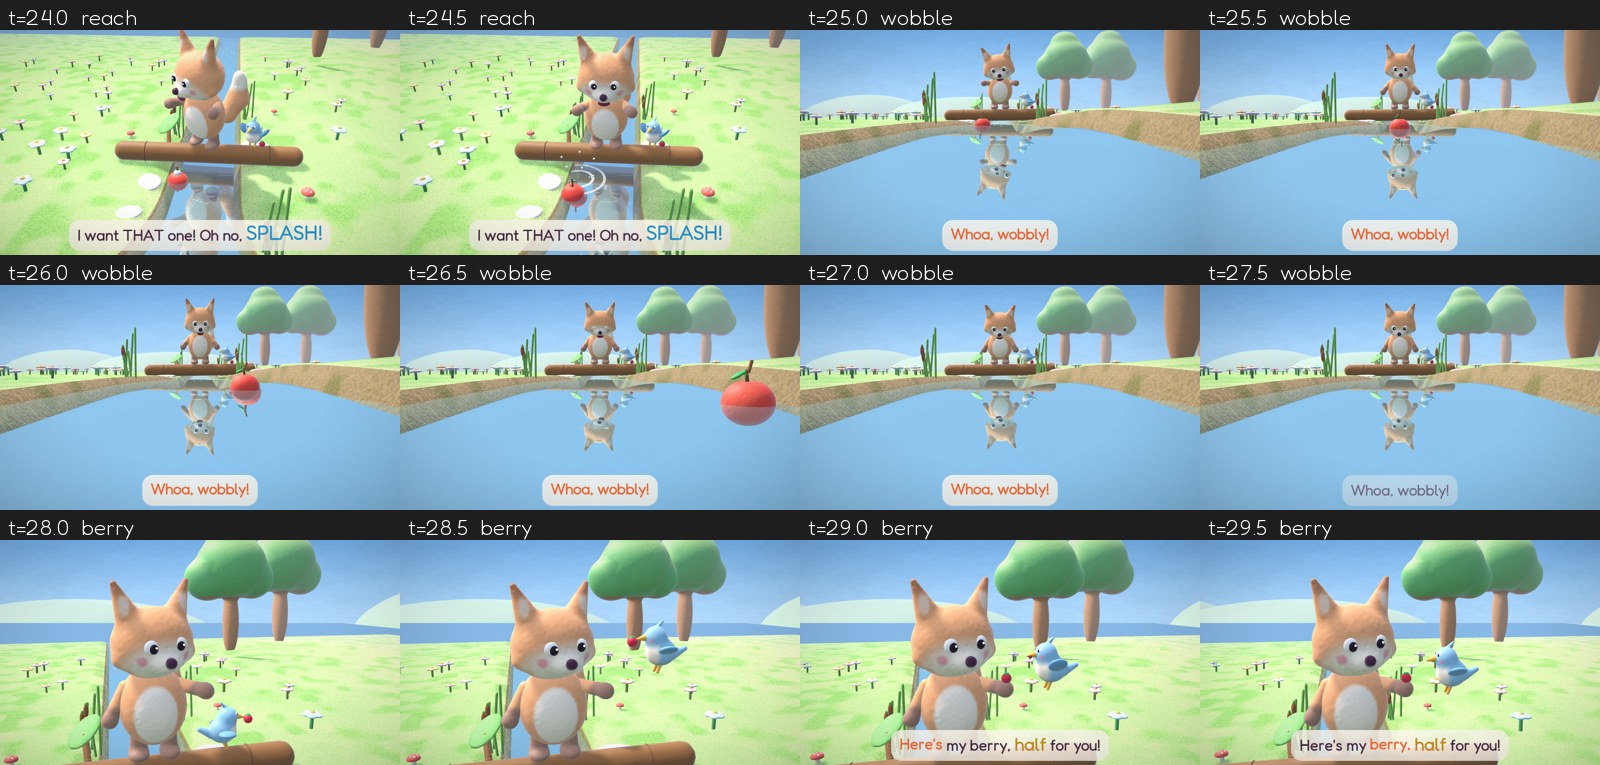 t=24.0 reach
t=24.5 reach
t=25.0 wobble
t=25.5 wobble
I want THAT one! Oh no, SPLASH!
I want THAT one! Oh no, SPLASH!
Whoa, wobbly!
Whoa, wobbly!
t=26.0 wobble
t=26.5 wobble
t=27.0 wobble
t=27.5 wobble
Whoa, wobbly!
Whoa, wobbly!
Whoa, wobbly!
Whoa, wobbly!
t=28.0 berry
t=28.5 berry
t=29.0 berry
t=29.5 berry
Here's my berry, half for you!
Here's my berry, half for you!